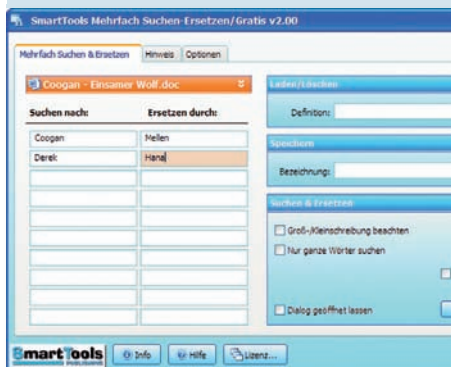 SmartTools Mehrfach Suchen-Ersetzen/Gratis v2.00
Mehrfach Suchen & Ersetzen Hinweis Optionen
Coogan - Einsamer Wolf.doc
Suchen nach: Ersetzen durch:
Coogan Mellen
Derek Hana
Laden/Löschen
Definition:
Speichern
Bezeichnung:
Suchen & Ersetzen
Groß-/Kleinschreibung beachten
Nur ganze Wörter suchen
Dialog geöffnet lassen
SmartTools
PUBLISHING
Info Hilfe Lizenz...